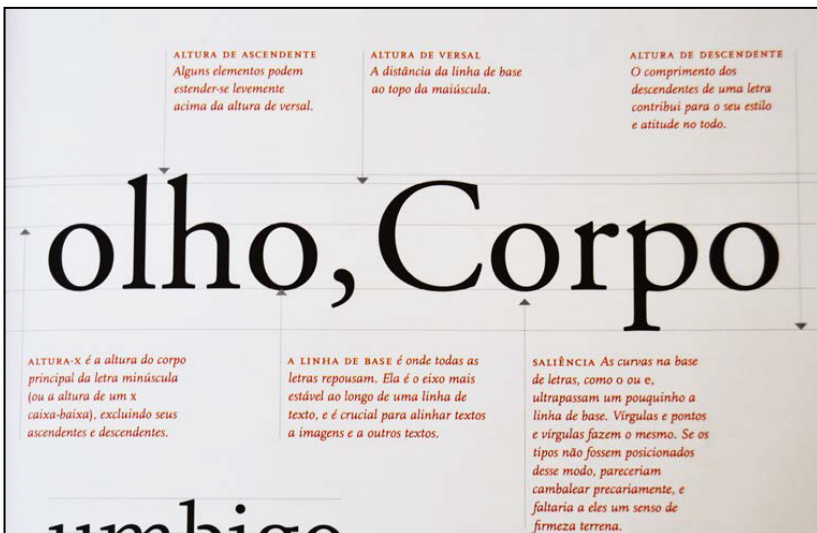 ALTURA DE ASCENDENTE
Alguns elementos podem
estender-se levemente
acima da altura de versal.
ALTURA DE VERSAL
A distância da linha de base
ao topo da maiúscula.
ALTURA DE DESCENDENTE
O comprimento dos
descendentes de uma letra
contribui para o seu estilo
e atitude no todo.
olho, Corpo
ALTURA-X é a altura do corpo
principal da letra minúscula
(ou a altura de um x
caixa-baixa), excluindo seus
ascendentes e descendentes.
A LINHA DE BASE é onde todas as
letras repousam. Ela é o eixo mais
estável ao longo de uma linha de
texto, e é crucial para alinhar textos
a imagens e a outros textos.
SALIÊNCIA As curvas na base
de letras, como o ou e,
ultrapassam um pouquinho a
linha de base. Vírgulas e pontos
e vírgulas fazem o mesmo. Se os
tipos não fossem posicionados
desse modo, pareceriam
cambalear precariamente, e
faltaria a eles um senso de
firmeza terrena.
umbigo